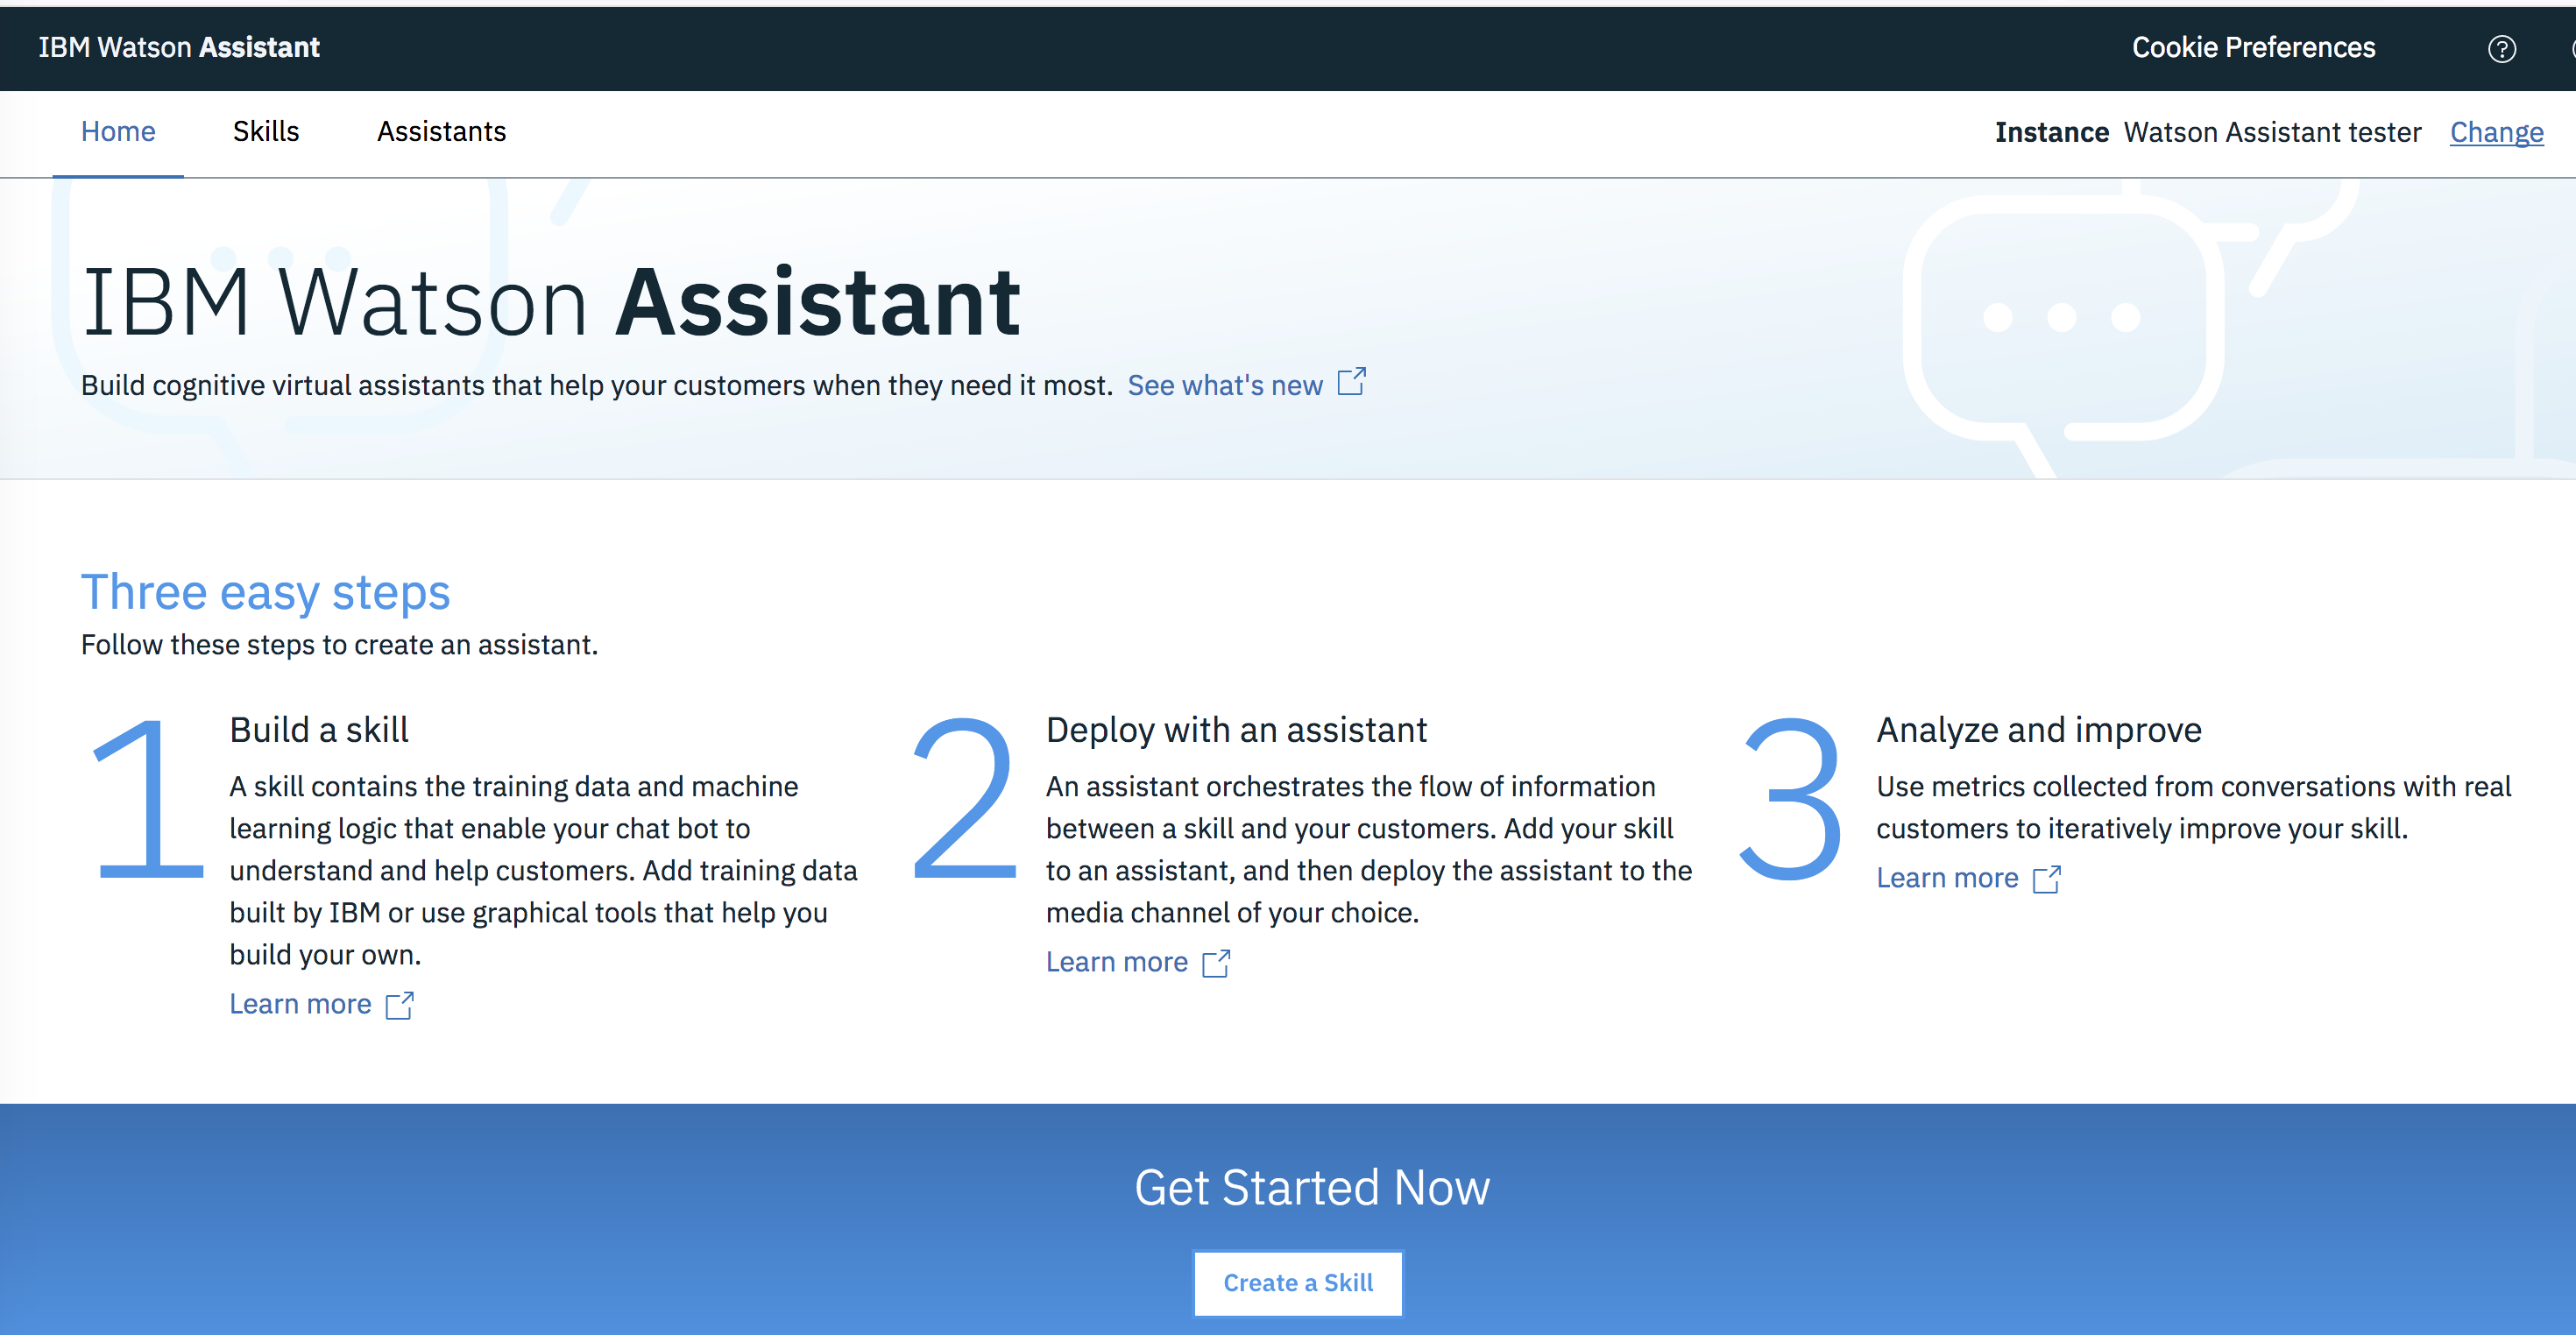 IBM Watson Assistant
Cookie Preferences
?
Home
Skills
Assistants
Instance Watson Assistant tester Change
IBM Watson Assistant
Build cognitive virtual assistants that help your customers when they need it most. See what's new
Three easy steps
Follow these steps to create an assistant.
1
Build a skill
A skill contains the training data and machine
learning logic that enable your chat bot to
understand and help customers. Add training data
built by IBM or use graphical tools that help you
build your own.
Learn more
2
Deploy with an assistant
An assistant orchestrates the flow of information
between a skill and your customers. Add your skill
to an assistant, and then deploy the assistant to the
media channel of your choice.
Learn more
3
Analyze and improve
Use metrics collected from conversations with real
customers to iteratively improve your skill.
Learn more
Get Started Now
Create a Skill